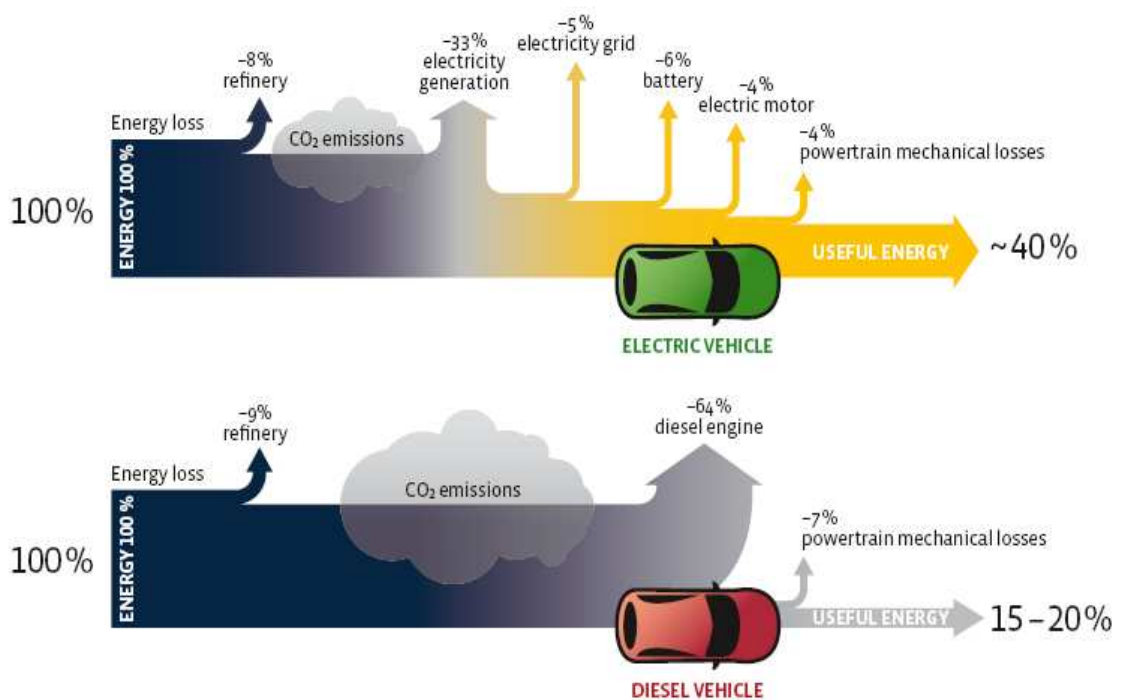 –5%
electricity grid
–33%
electricity
generation
–8%
refinery
–6%
battery
–4%
electric motor
–4%
powertrain mechanical losses
Energy loss
CO₂ emissions
ENERGY 100 %
100%
USEFUL ENERGY
~40%
ELECTRIC VEHICLE
–9%
refinery
–64%
diesel engine
Energy loss
CO₂ emissions
–7%
powertrain mechanical losses
ENERGY 100 %
100%
USEFUL ENERGY
15–20%
DIESEL VEHICLE